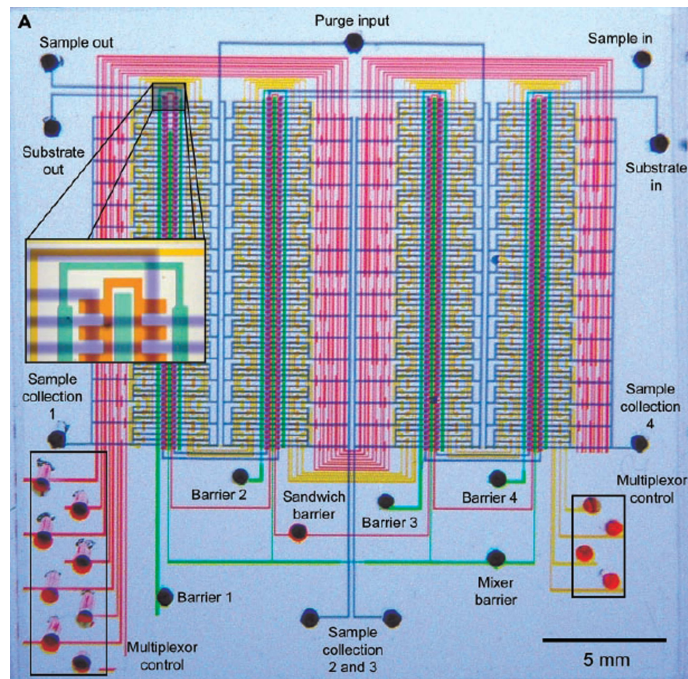 A
Purge input
Sample out
Sample in
Substrate
out
Substrate
in
Sample
collection
1
Sample
collection
4
Barrier 2
Sandwich
barrier
Barrier 3
Barrier 4
Multiplexor
control
Barrier 1
Mixer
barrier
Multiplexor
control
Sample
collection
2 and 3
5 mm